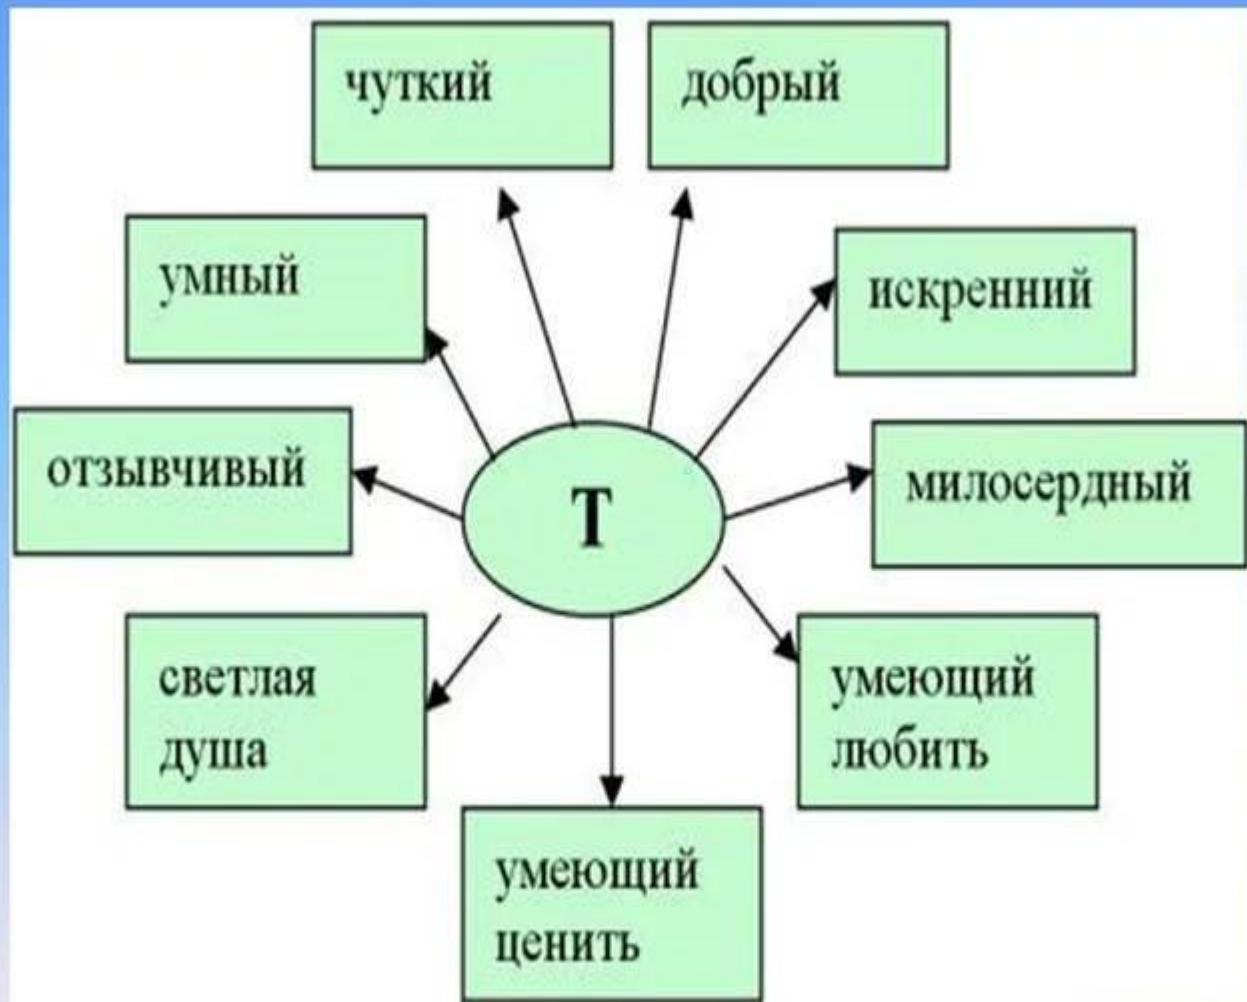 чуткий
добрый
умный
искренний
отзывчивый
Т
милосердный
светлая
душа
умеющий
любить
умеющий
ценить